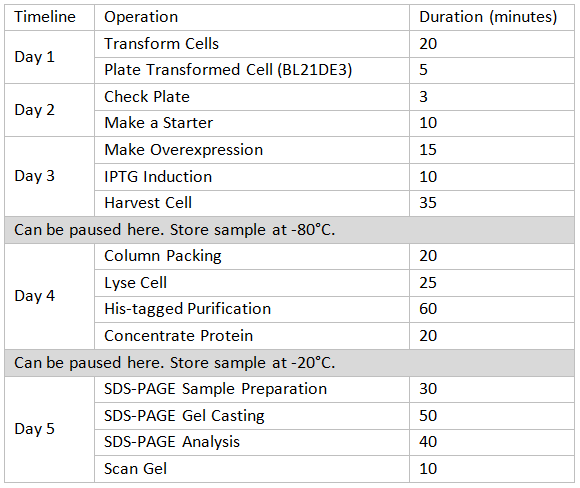 Timeline Operation Duration (minutes)
Day 1
Transform Cells 20
Plate Transformed Cell (BL21DE3) 5
Day 2
Check Plate 3
Make a Starter 10
Day 3
Make Overexpression 15
IPTG Induction 10
Harvest Cell 35
Can be paused here. Store sample at -80°C.
Day 4
Column Packing 20
Lyse Cell 25
His-tagged Purification 60
Concentrate Protein 20
Can be paused here. Store sample at -20°C.
Day 5
SDS-PAGE Sample Preparation 30
SDS-PAGE Gel Casting 50
SDS-PAGE Analysis 40
Scan Gel 10